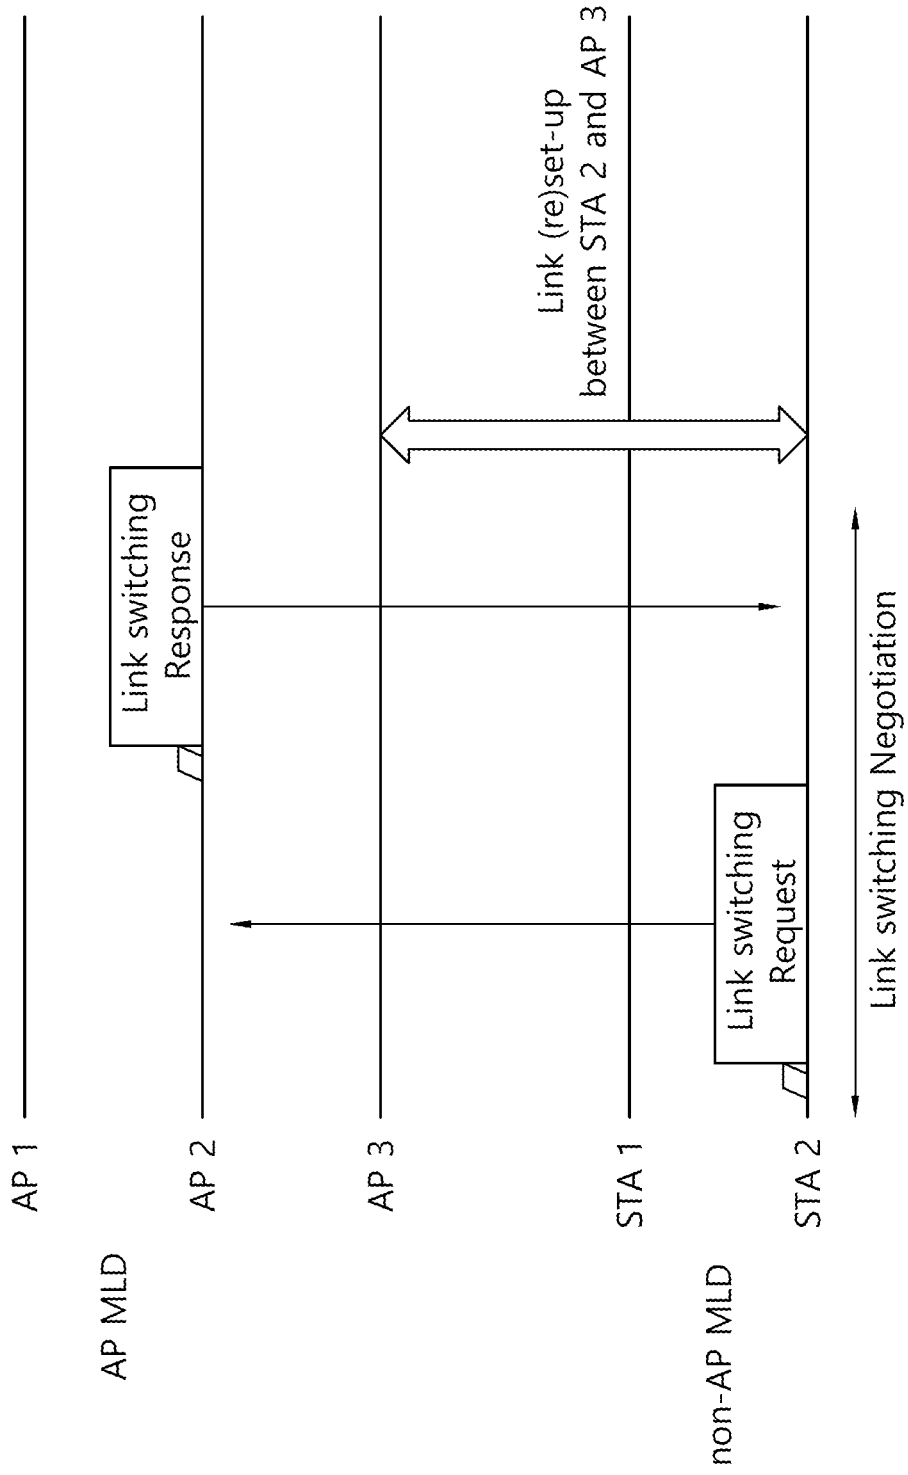 AP MLD
AP 1
AP 2
AP 3
non-AP MLD
STA 1
STA 2
Link switching
Request
Link switching
Response
Link (re)set-up
between STA 2 and AP 3
Link switching Negotiation